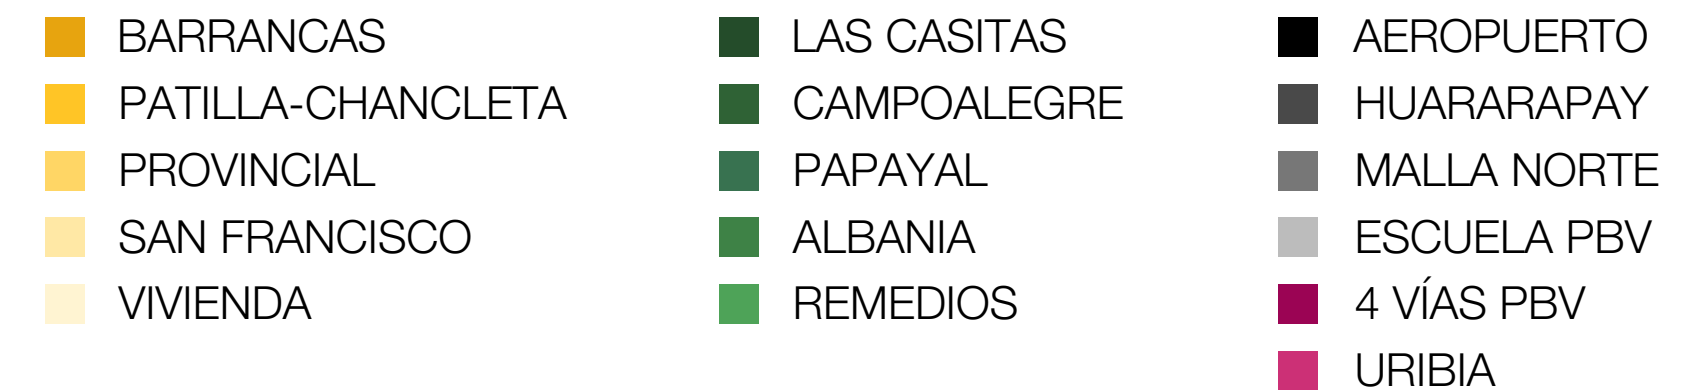 BARRANCAS
PATILLA-CHANCLETA
PROVINCIAL
SAN FRANCISCO
VIVIENDA
LAS CASITAS
CAMPOALEGRE
PAPAYAL
ALBANIA
REMEDIOS
AEROPUERTO
HUARARAPAY
MALLA NORTE
ESCUELA PBV
4 VÍAS PBV
URIBIA